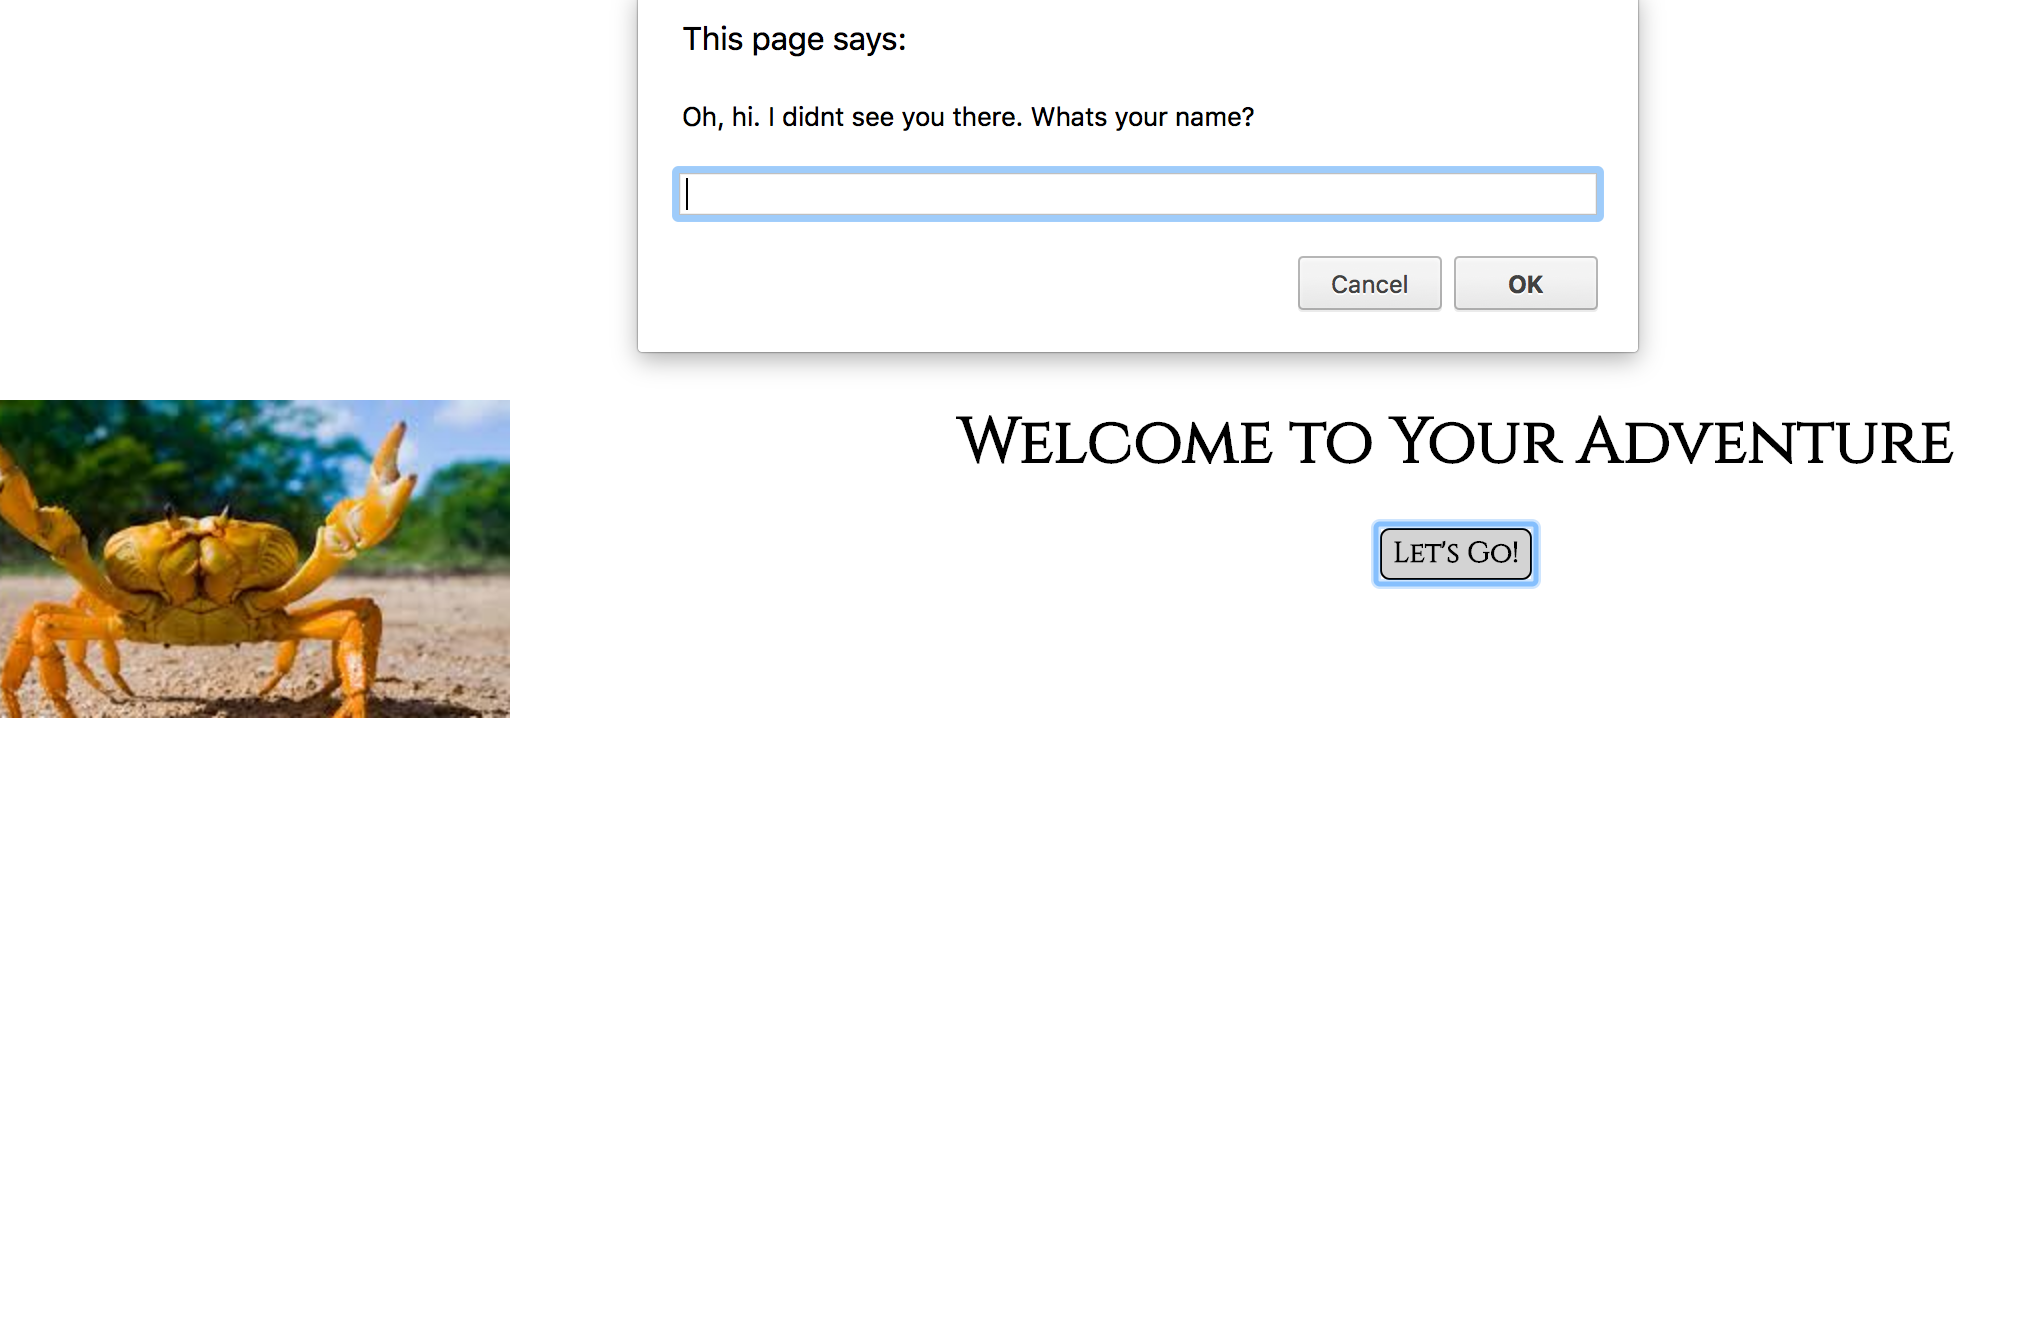 This page says:
Oh, hi. I didnt see you there. Whats your name?
Cancel OK
Welcome to Your Adventure
Let's Go!